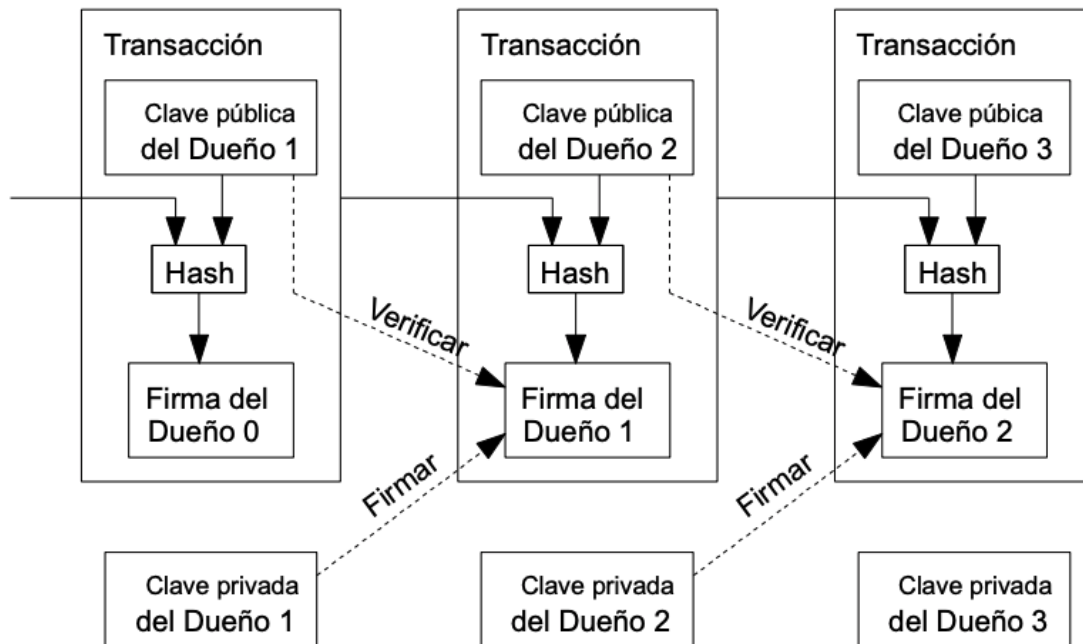 Transacción
Clave pública
del Dueño 1
Hash
Firma del
Dueño 0
Transacción
Clave pública
del Dueño 2
Hash
Verificar
Firma del
Dueño 1
Firmar
Transacción
Clave púbica
del Dueño 3
Hash
Verificar
Firma del
Dueño 2
Firmar
Clave privada
del Dueño 1
Clave privada
del Dueño 2
Clave privada
del Dueño 3